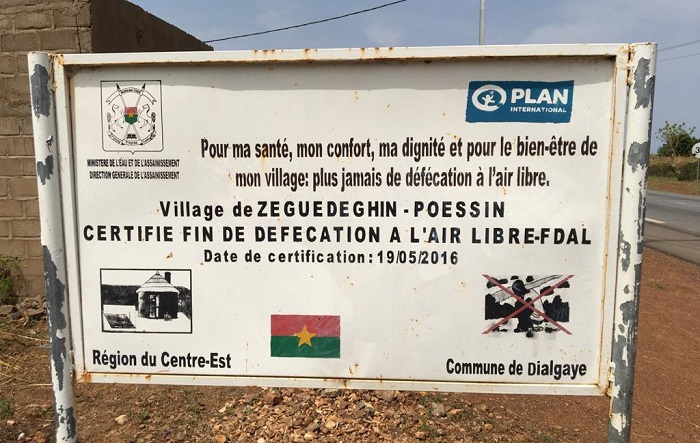 PLAN
INTERNATIONAL
MINISTERE DE L'EAU ET DE L'ASSAINISSEMENT
DIRECTION GENERALE DE L'ASSAINISSEMENT
Pour ma santé, mon confort, ma dignité et pour le bien-être de
mon village: plus jamais de défécation à l'air libre.
Village de ZEGUEDEGHIN - POESSIN
CERTIFIE FIN DE DEFECATION A L'AIR LIBRE-FDAL
Date de certification : 19/05/2016
Région du Centre-Est
Commune de Dialgaye